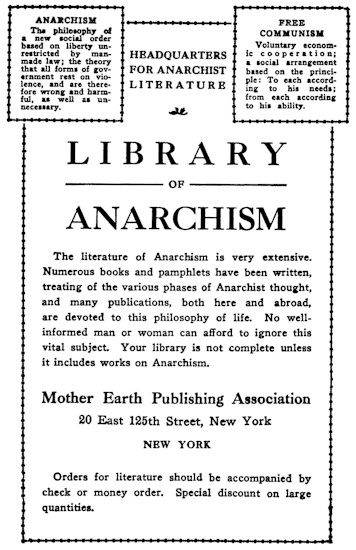 ANARCHISM
The philosophy of
a new social order
based on liberty un-
restricted by man-
made law; the theory
that all forms of gov-
ernment rest on vio-
lence, and are there-
fore wrong and harm-
ful, as well as un-
necessary.
HEADQUARTERS
FOR ANARCHIST
LITERATURE
FREE
COMMUNISM
Voluntary econom-
ic cooperation;
a social arrangement
based on the princi-
ple: To each accord-
ing to his needs;
from each according
to his ability.
LIBRARY
OF
ANARCHISM
The literature of Anarchism is very extensive.
Numerous books and pamphlets have been written,
treating of the various phases of Anarchist thought,
and many publications, both here and abroad,
are devoted to this philosophy of life. No well-
informed man or woman can afford to ignore this
vital subject. Your library is not complete unless
it includes works on Anarchism.
Mother Earth Publishing Association
20 East 125th Street, New York
NEW YORK
Orders for literature should be accompanied by
check or money order. Special discount on large
quantities.